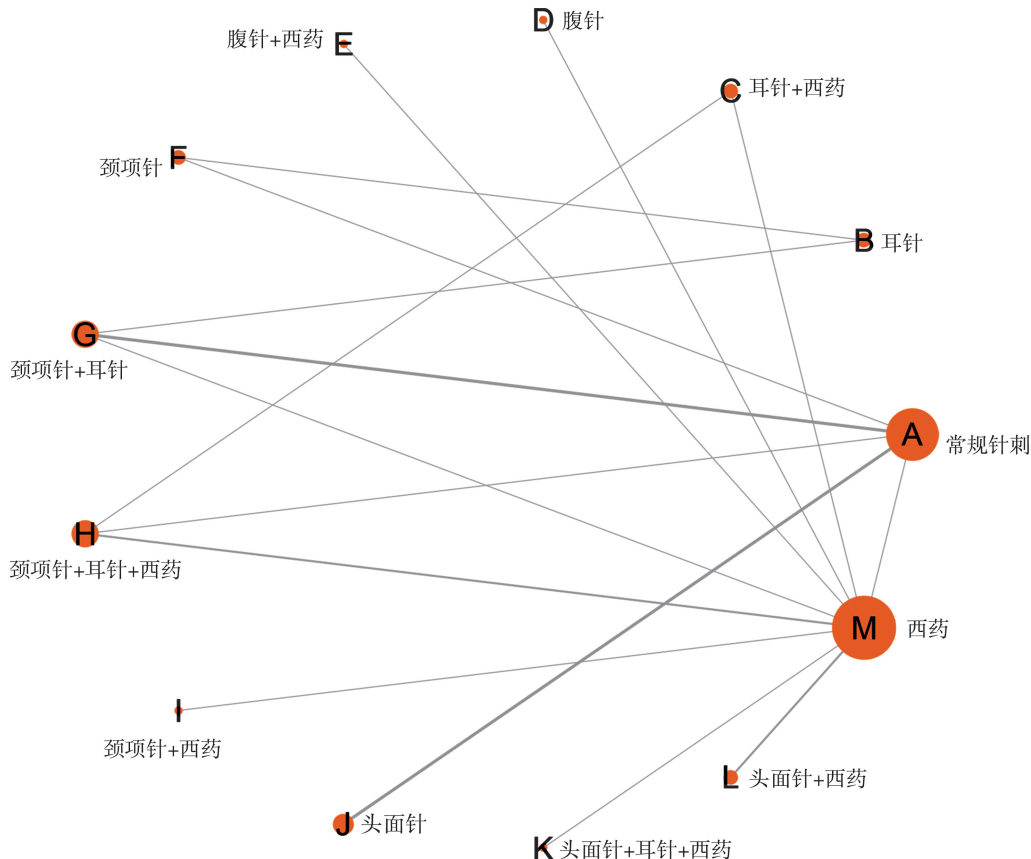 D 腹针
腹针+西药 E
C 耳针+西药
颈项针 F
B 耳针
G
颈项针+耳针
A 常规针刺
H
颈项针+耳针+西药
M 西药
I
颈项针+西药
L 头面针+西药
J 头面针
K 头面针+耳针+西药